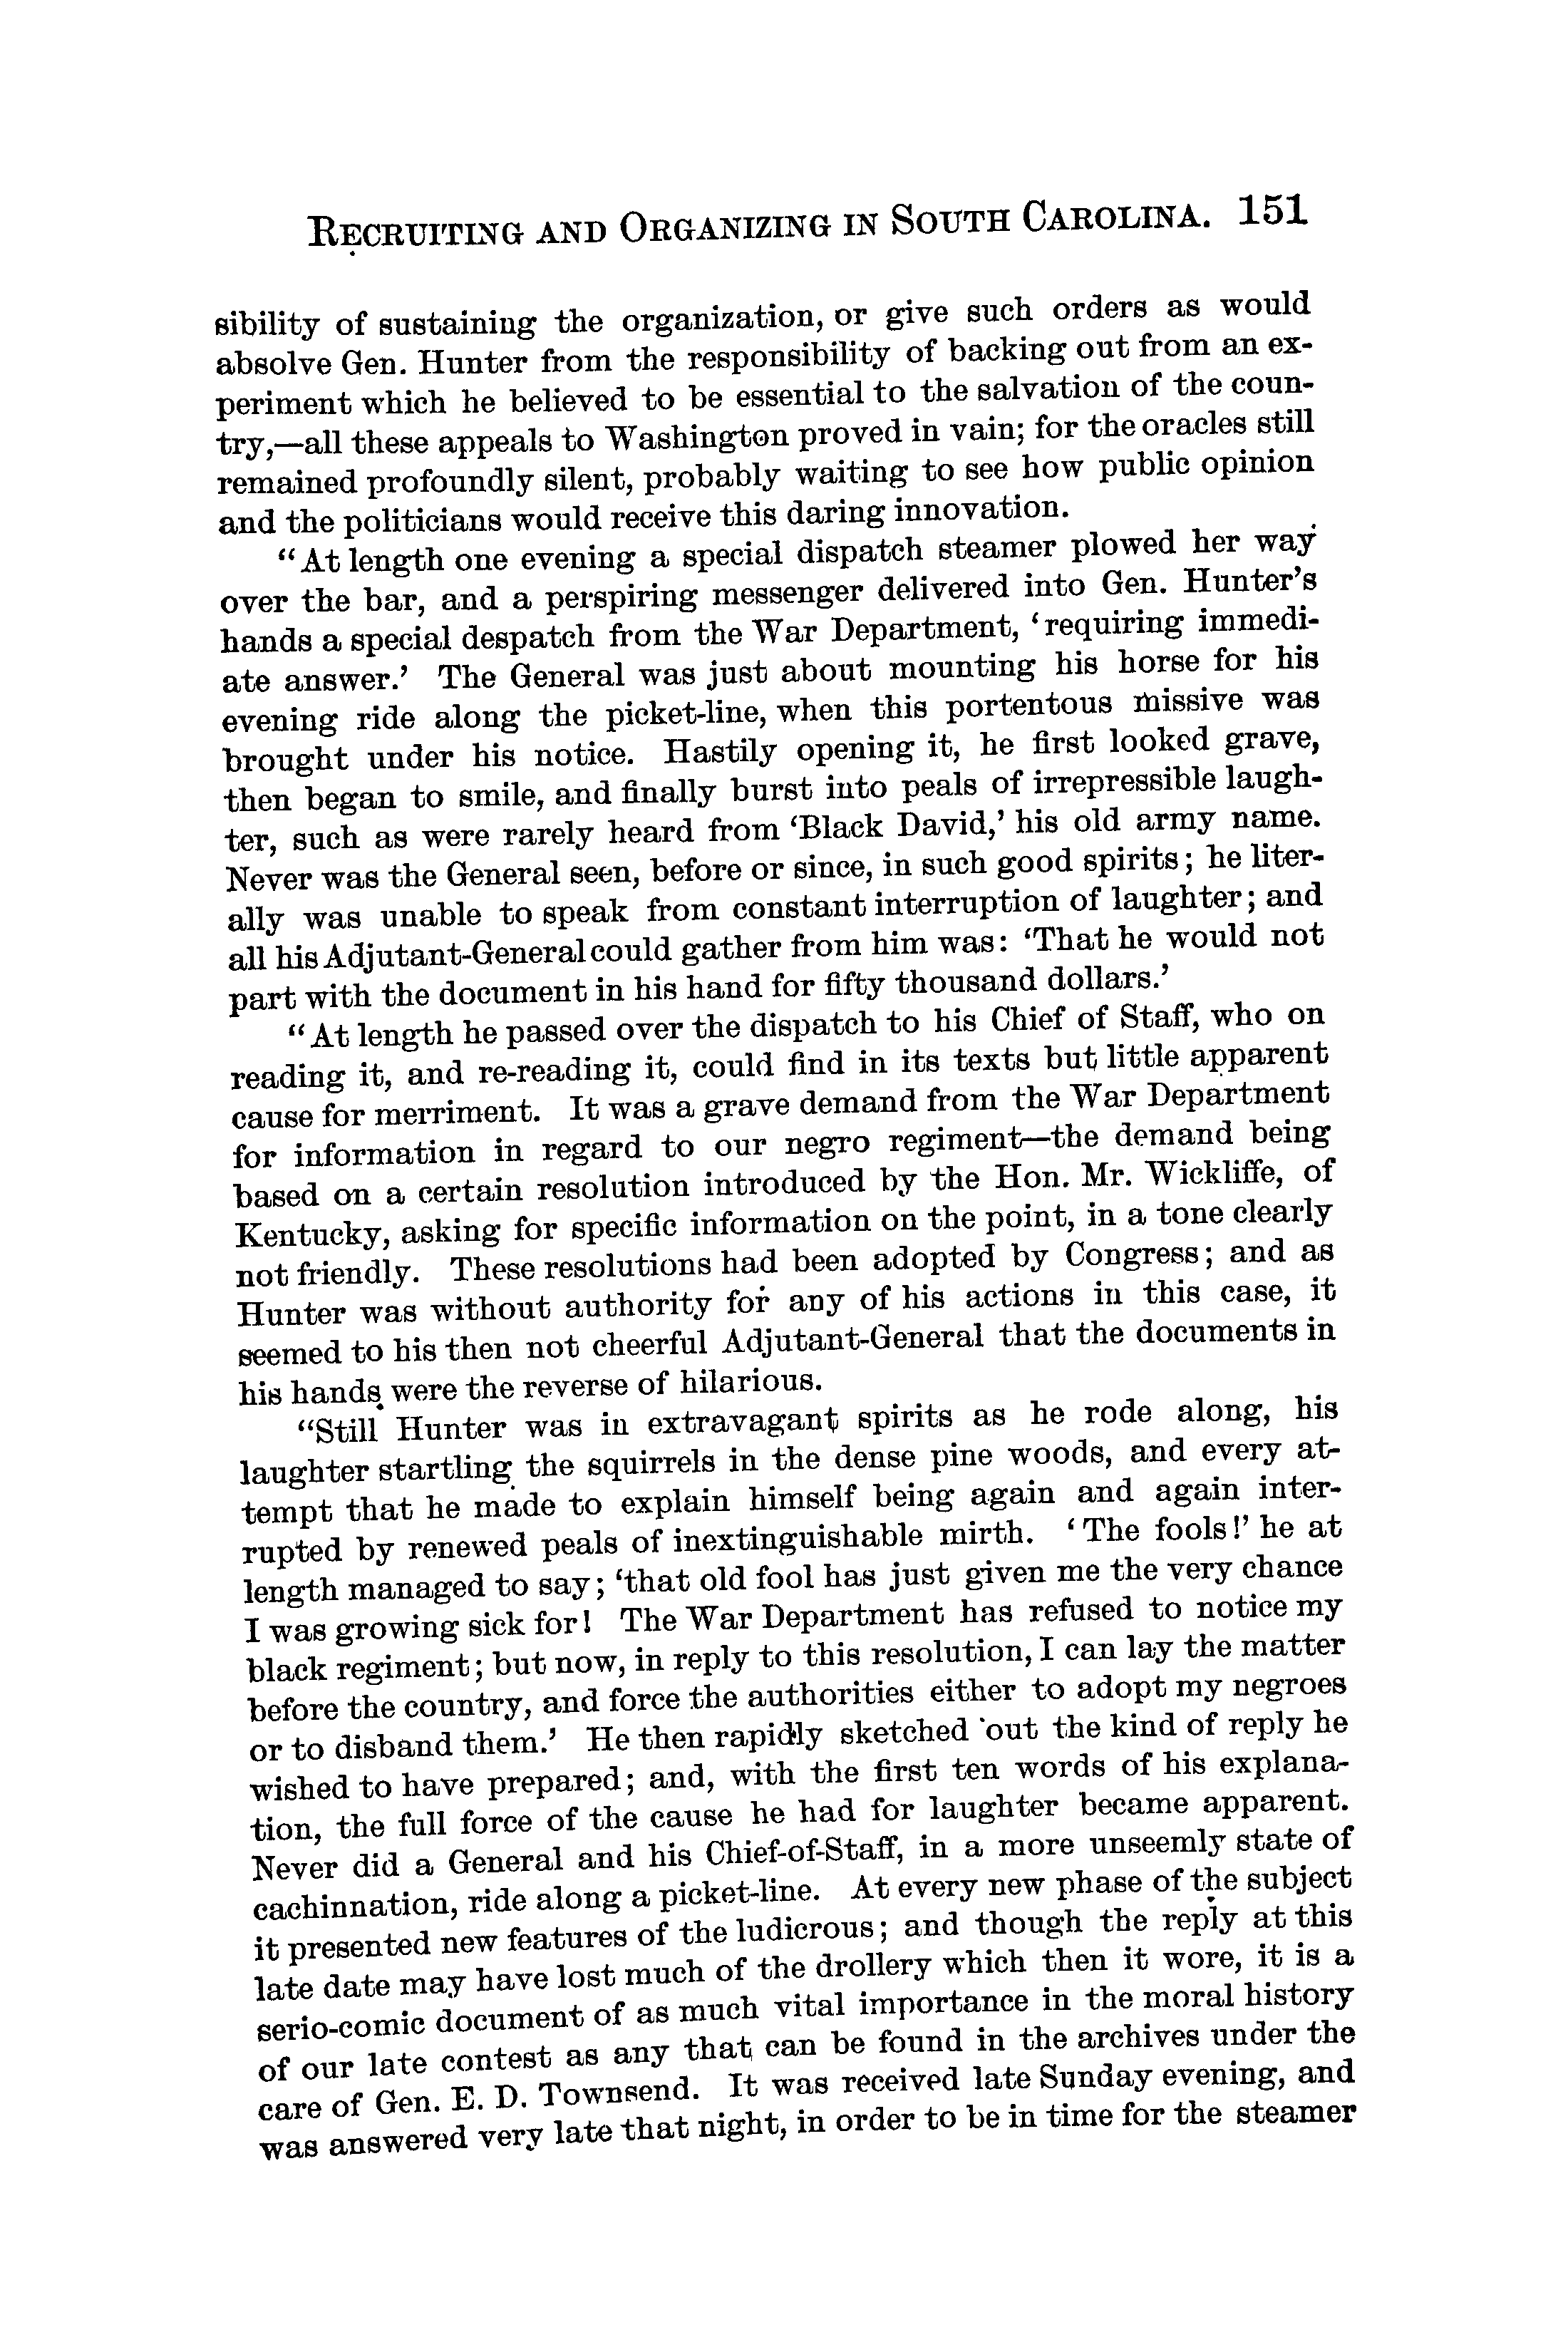 RECRUITING AND ORGANIZING IN SOUTH CAROLINA. 151
sibility of sustaining the organization, or give such orders as would
absolve Gen. Hunter from the responsibility of backing out from an ex-
periment which he believed to be essential to the salvation of the coun-
try,—all these appeals to Washington proved in vain; for the oracles still
remained profoundly silent, probably waiting to see how public opinion
and the politicians would receive this daring innovation.
“At length one evening a special dispatch steamer plowed her way
over the bar, and a perspiring messenger delivered into Gen. Hunter’s
hands a special despatch from the War Department, ‘requiring immedi-
ate answer.’ The General was just about mounting his horse for his
evening ride along the picket-line, when this portentous missive was
brought under his notice. Hastily opening it, he first looked grave,
then began to smile, and finally burst into peals of irrepressible laugh-
ter, such as were rarely heard from ‘Black David,’ his old army name.
Never was the General seen, before or since, in such good spirits; he liter-
ally was unable to speak from constant interruption of laughter; and
all his Adjutant-General could gather from him was: ‘That he would not
part with the document in his hand for fifty thousand dollars.’
“At length he passed over the dispatch to his Chief of Staff, who on
reading it, and re-reading it, could find in its texts but little apparent
cause for merriment. It was a grave demand from the War Department
for information in regard to our negro regiment—the demand being
based on a certain resolution introduced by the Hon. Mr. Wickliffe, of
Kentucky, asking for specific information on the point, in a tone clearly
not friendly. These resolutions had been adopted by Congress; and as
Hunter was without authority for any of his actions in this case, it
seemed to his then not cheerful Adjutant-General that the documents in
his hands were the reverse of hilarious.
“Still Hunter was in extravagant spirits as he rode along, his
laughter startling the squirrels in the dense pine woods, and every at-
tempt that he made to explain himself being again and again inter-
rupted by renewed peals of inextinguishable mirth. ‘The fools!’ he at
length managed to say; ‘that old fool has just given me the very chance
I was growing sick for! The War Department has refused to notice my
black regiment; but now, in reply to this resolution, I can lay the matter
before the country, and force the authorities either to adopt my negroes
or to disband them.’ He then rapidly sketched out the kind of reply he
wished to have prepared; and, with the first ten words of his explana-
tion, the full force of the cause he had for laughter became apparent.
Never did a General and his Chief-of-Staff, in a more unseemly state of
cachinnation, ride along a picket-line. At every new phase of the subject
it presented new features of the ludicrous; and though the reply at this
late date may have lost much of the drollery which then it wore, it is a
serio-comic document of as much vital importance in the moral history
of our late contest as any that can be found in the archives under the
care of Gen. E. D. Townsend. It was received late Sunday evening, and
was answered very late that night, in order to be in time for the steamer